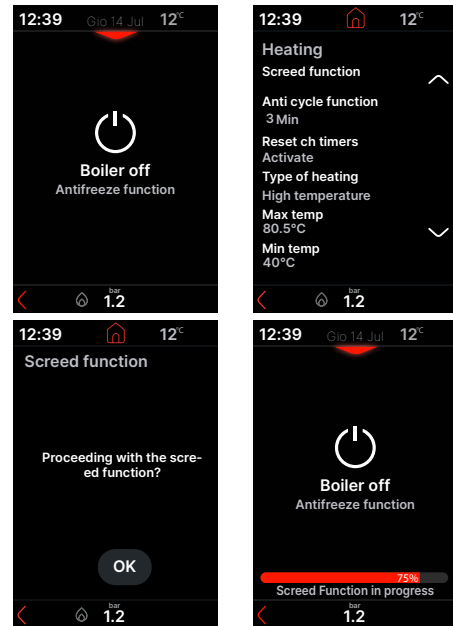 12:39 Gio 14 Jul 12°C
Boiler off
Antifreeze function
bar
1.2
12:39 12°C
Heating
Screed function
Anti cycle function
3 Min
Reset ch timers
Activate
Type of heating
High temperature
Max temp
80.5°C
Min temp
40°C
bar
1.2
12:39 12°C
Screed function
Proceeding with the scre-
ed function?
OK
bar
1.2
12:39 Gio 14 Jul 12°C
Boiler off
Antifreeze function
75%
Screed Function in progress
bar
1.2